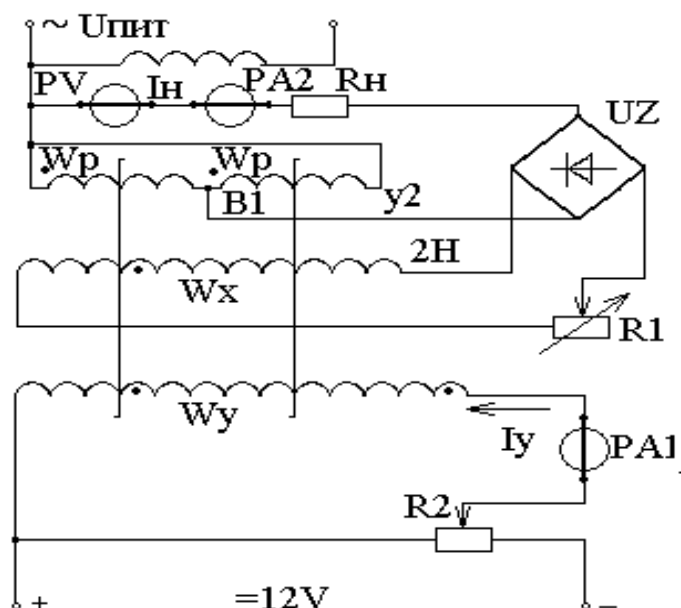 ~ Uпит
PV Iн PA2 Rн
UZ
Wp Wp
B1 y2
2H
Wx
R1
Wy
Iy PA1
R2
+ =12V −